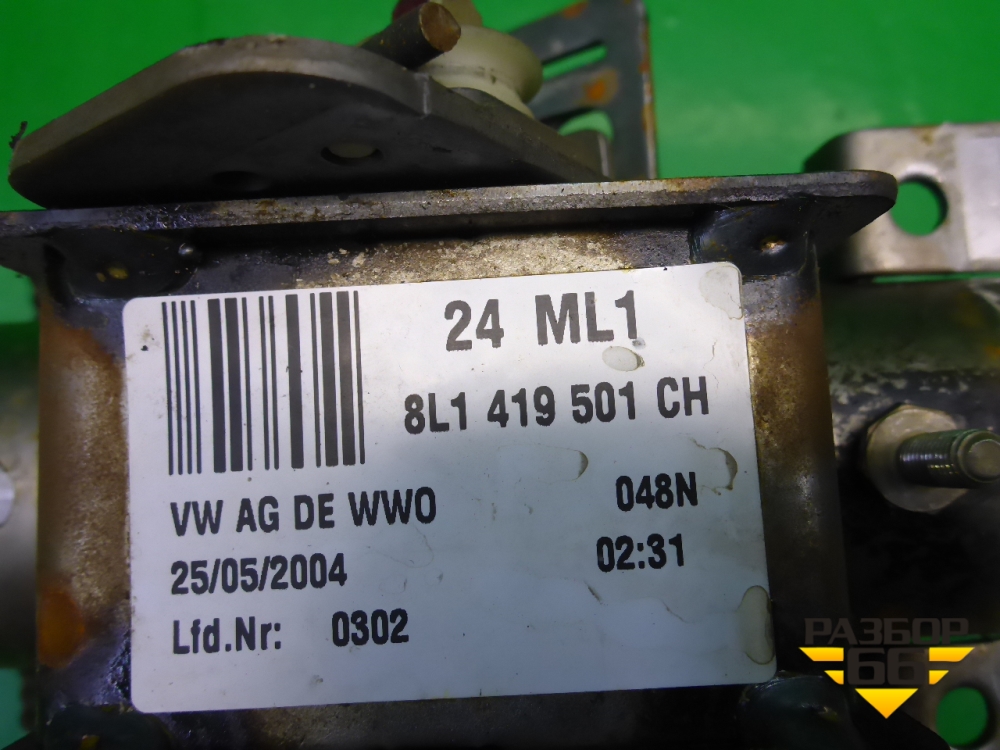 24 ML1
8L1 419 501 CH
VW AG DE WWO 048N
25/05/2004 02:31
Lfd.Nr: 0302
РАЗБОР
66